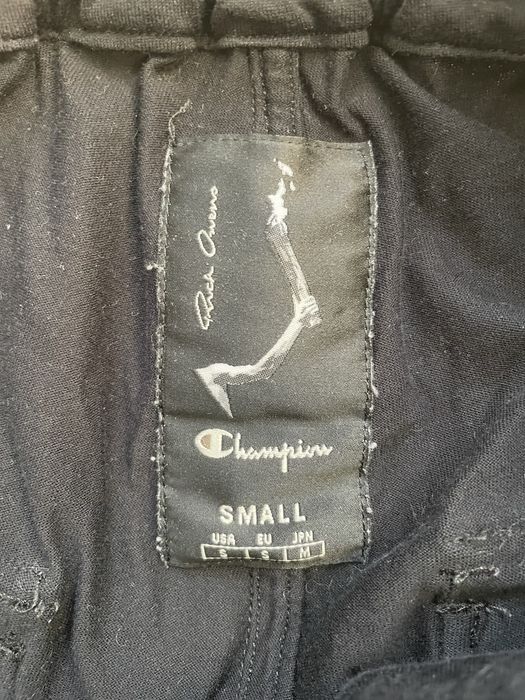 Rick Owens
Champion
SMALL
USA EU JPN
S S M